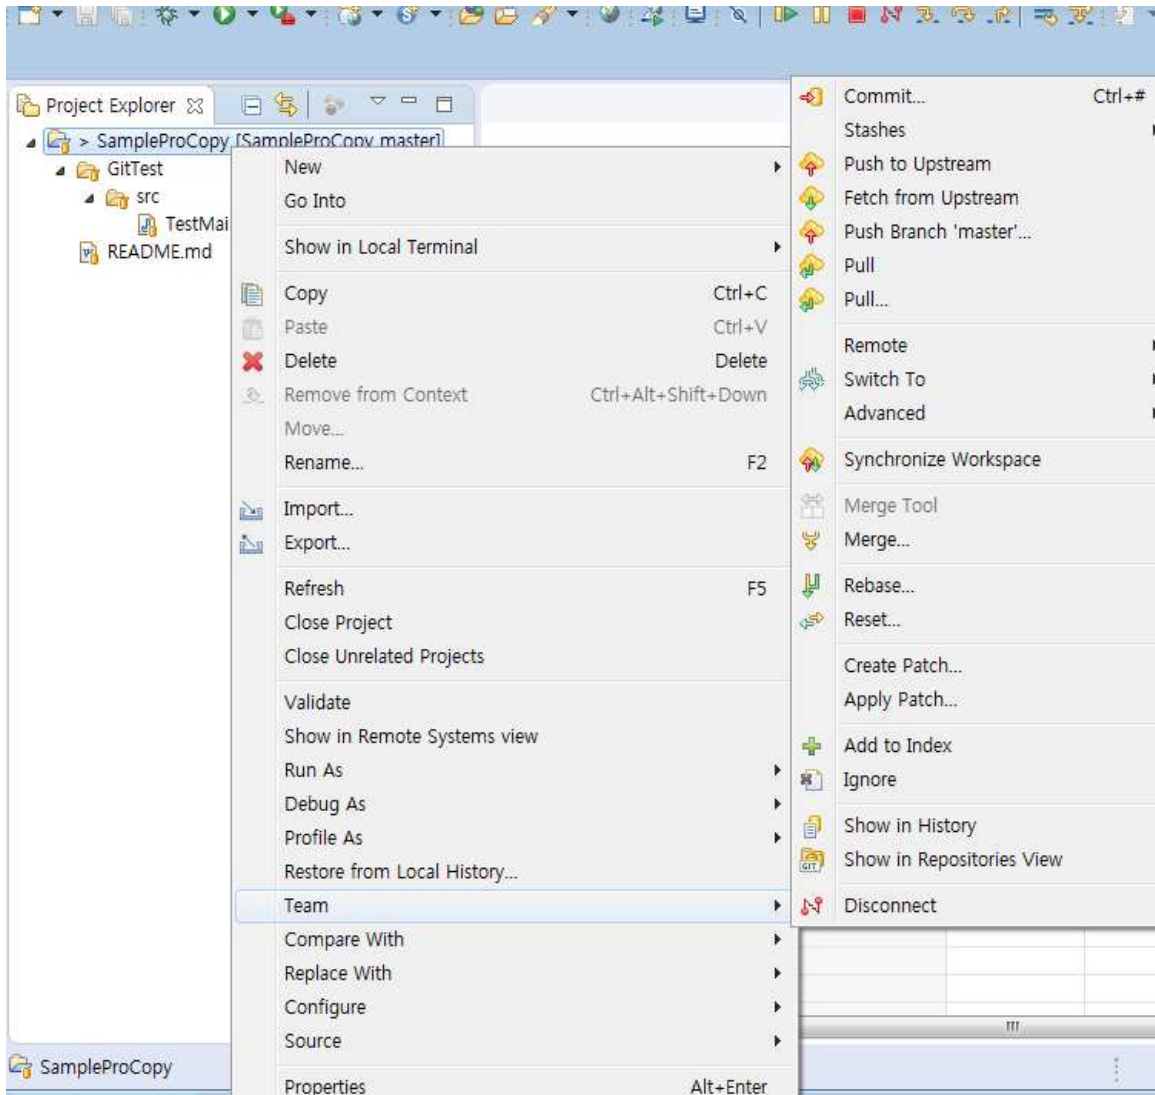 Project Explorer
> SampleProCopy [SampleProCopy master]
GitTest
src
TestMai
README.md
New
Go Into
Show in Local Terminal
Copy Ctrl+C
Paste Ctrl+V
Delete Delete
Remove from Context Ctrl+Alt+Shift+Down
Move...
Rename... F2
Import...
Export...
Refresh F5
Close Project
Close Unrelated Projects
Validate
Show in Remote Systems view
Run As
Debug As
Profile As
Restore from Local History...
Team
Compare With
Replace With
Configure
Source
Properties Alt+Enter
Commit... Ctrl+#
Stashes
Push to Upstream
Fetch from Upstream
Push Branch 'master'...
Pull
Pull...
Remote
Switch To
Advanced
Synchronize Workspace
Merge Tool
Merge...
Rebase...
Reset...
Create Patch...
Apply Patch...
Add to Index
Ignore
Show in History
GIT Show in Repositories View
Disconnect
SampleProCopy